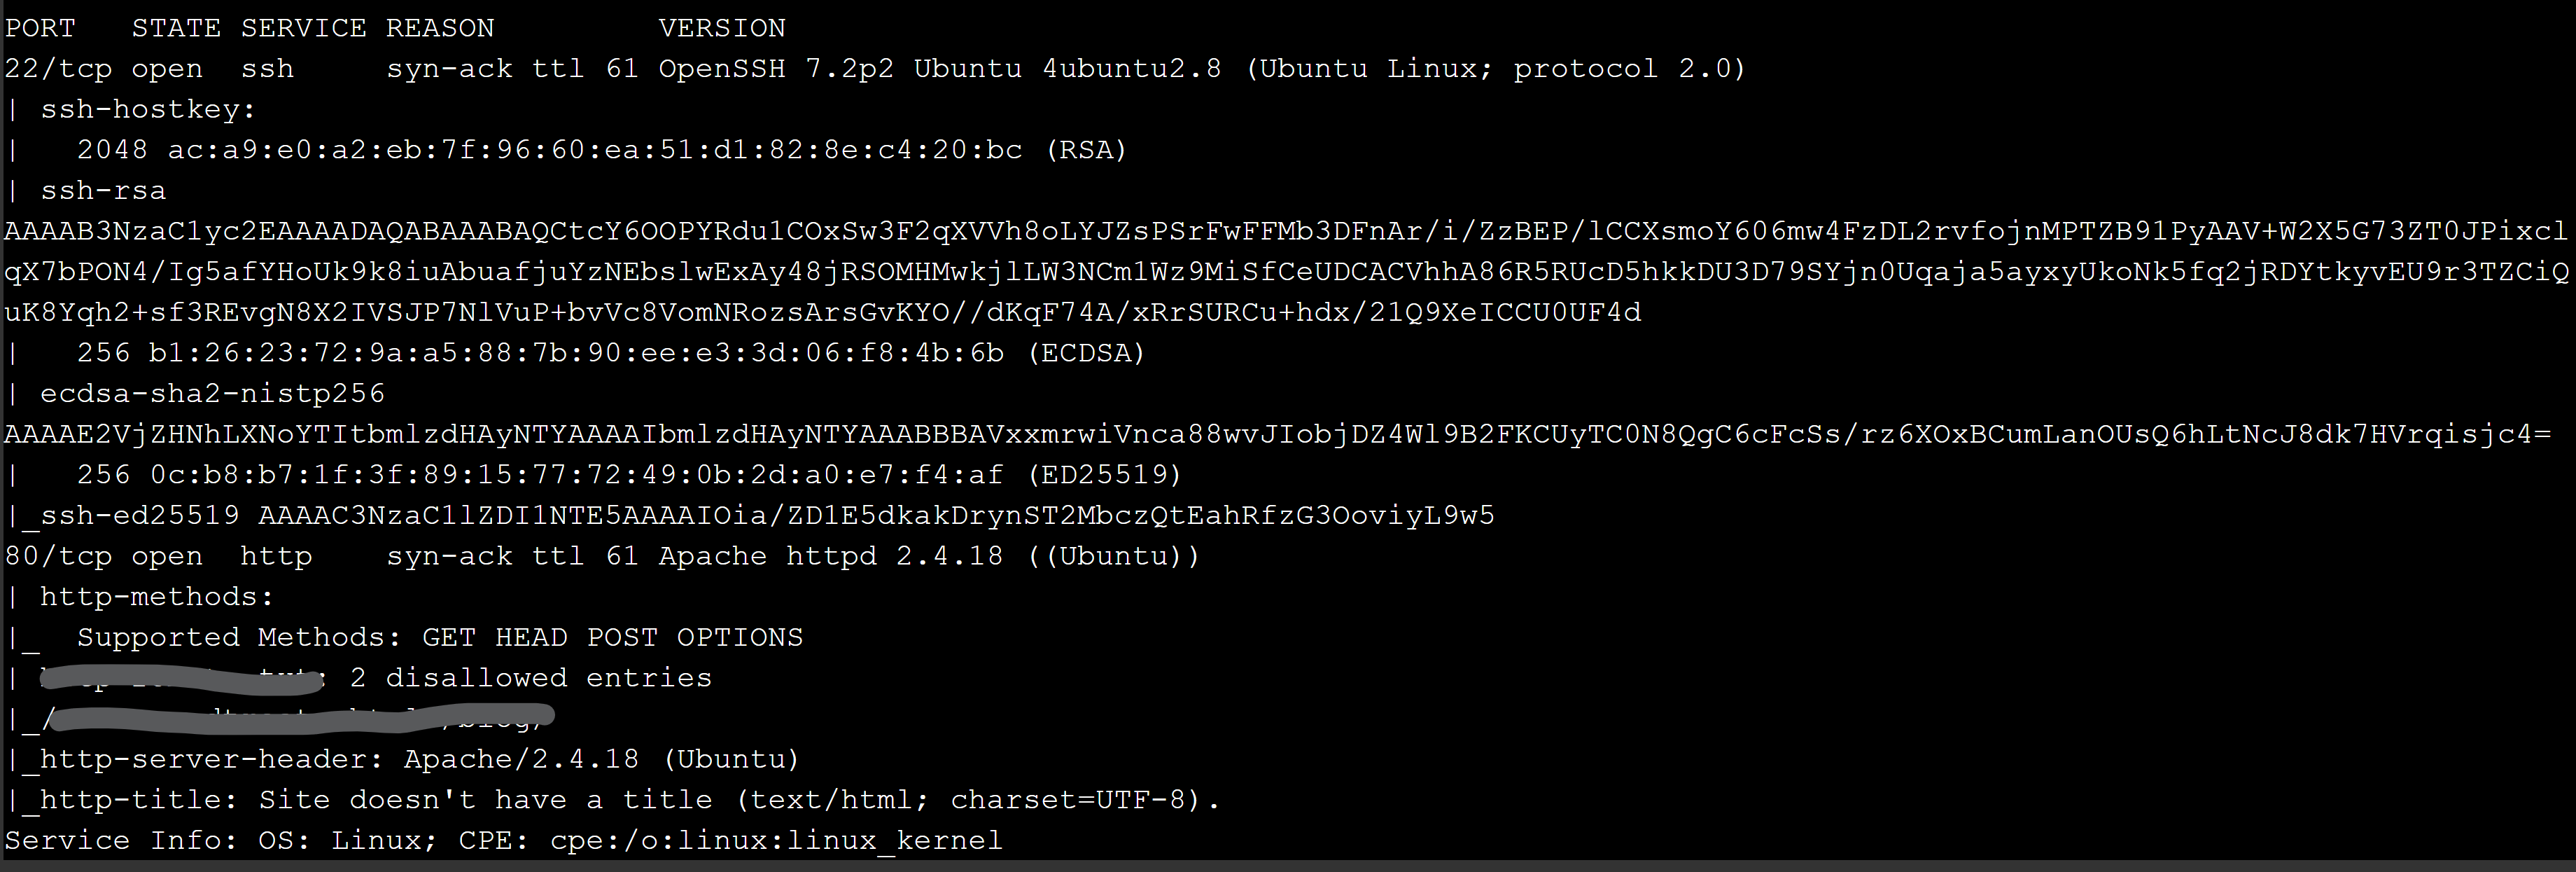 PORT   STATE SERVICE REASON         VERSION
22/tcp open  ssh     syn-ack ttl 61 OpenSSH 7.2p2 Ubuntu 4ubuntu2.8 (Ubuntu Linux; protocol 2.0)
| ssh-hostkey:
|   2048 ac:a9:e0:a2:eb:7f:96:60:ea:51:d1:82:8e:c4:20:bc (RSA)
| ssh-rsa
AAAAB3NzaC1yc2EAAAADAQABAAABAQCtcY6OOPYRdu1COxSw3F2qXVVh8oLYJZsPSrFwFFMb3DFnAr/i/ZzBEP/lCCXsmoY606mw4FzDL2rvfojnMPTZB91PyAAV+W2X5G73ZT0JPixcl
qX7bPON4/Ig5afYHoUk9k8iuAbuafjuYzNEbslwExAy48jRSOMHMwkjlLW3NCm1Wz9MiSfCeUDCACVhhA86R5RUcD5hkkDU3D79SYjn0Uqaja5ayxyUkoNk5fq2jRDYtkyvEU9r3TZCiQ
uK8Yqh2+sf3REvgN8X2IVSJP7NlVuP+bvVc8VomNRozsArsGvKYO//dKqF74A/xRrSURCu+hdx/21Q9XeICCU0UF4d
|   256 b1:26:23:72:9a:a5:88:7b:90:ee:e3:3d:06:f8:4b:6b (ECDSA)
| ecdsa-sha2-nistp256
AAAAE2VjZHNhLXNoYTItbmlzdHAyNTYAAAAIbmlzdHAyNTYAAABBBBAVxxmrwiVnca88wvJIobjDZ4Wl9B2FKCUyTC0N8QgC6cFcSs/rz6XOxBCumLanOUsQ6hLtNcJ8dk7HVrqisjc4=
|   256 0c:b8:b7:1f:3f:89:15:77:72:49:0b:2d:a0:e7:f4:af (ED25519)
|_ssh-ed25519 AAAAC3NzaC1lZDI1NTE5AAAAIOia/ZD1E5dkakDrynST2MbczQtEahRfzG3OoviyL9w5
80/tcp open  http    syn-ack ttl 61 Apache httpd 2.4.18 ((Ubuntu))
| http-methods:
|_  Supported Methods: GET HEAD POST OPTIONS
| : 2 disallowed entries
|_/
|_http-server-header: Apache/2.4.18 (Ubuntu)
|_http-title: Site doesn't have a title (text/html; charset=UTF-8).
Service Info: OS: Linux; CPE: cpe:/o:linux:linux_kernel